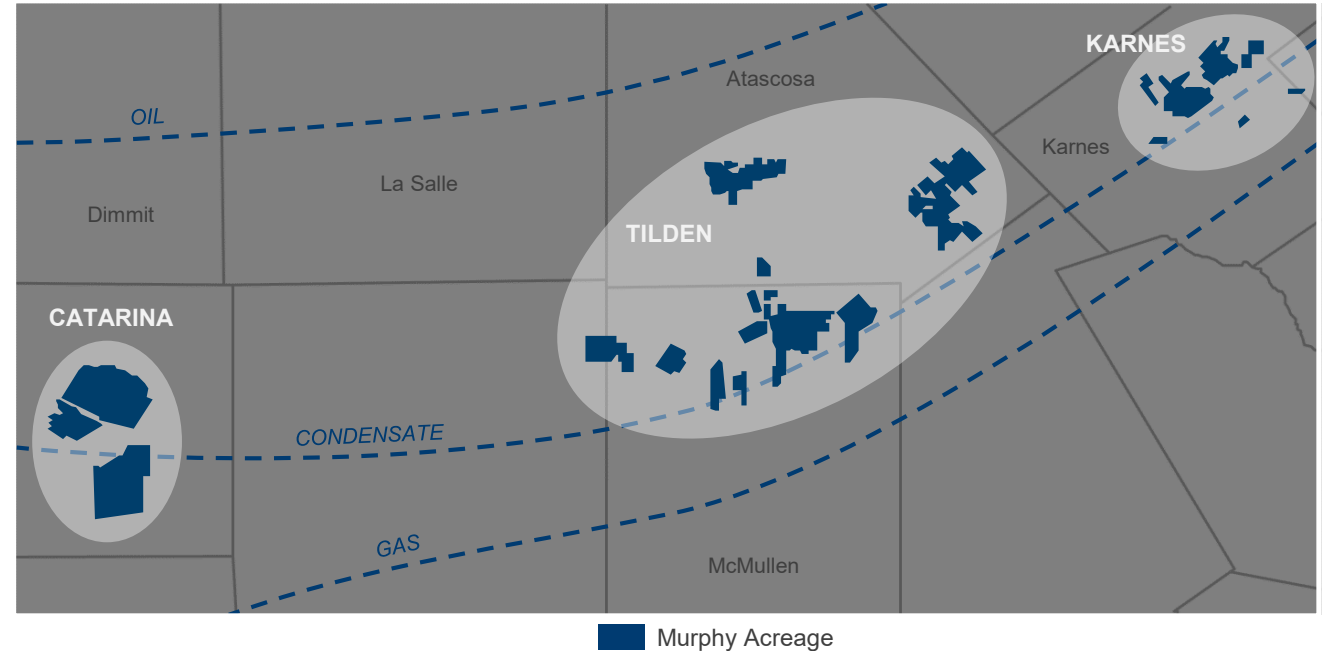 KARNES
Atascosa
OIL
Karnes
La Salle
Dimmit
TILDEN
CATARINA
CONDENSATE
GAS
McMullen
Murphy Acreage